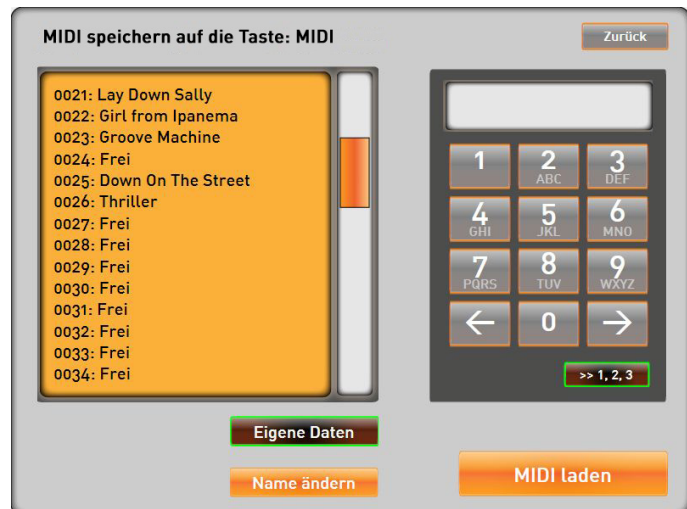 MIDI speichern auf die Taste: MIDI
Zurück
0021: Lay Down Sally
0022: Girl from Ipanema
0023: Groove Machine
0024: Frei
0025: Down On The Street
0026: Thriller
0027: Frei
0028: Frei
0029: Frei
0030: Frei
0031: Frei
0032: Frei
0033: Frei
0034: Frei
1 2 3
ABC DEF
4 5 6
GHI JKL MNO
7 8 9
PQRS TUV WXYZ
← 0 →
>> 1, 2, 3
Eigene Daten
Name ändern
MIDI laden